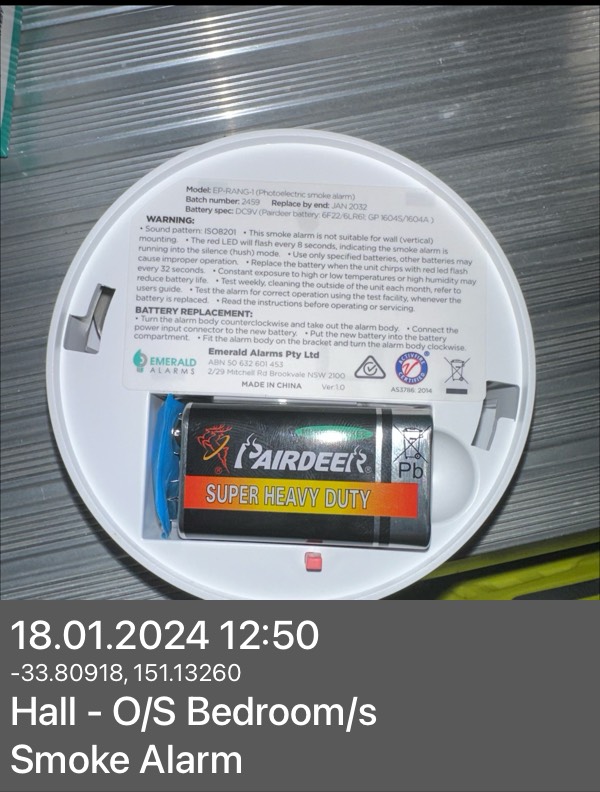 Model: EP-RANG-1 (Photoelectric smoke alarm)
Batch number: 2459 Replace by end: JAN 2032
Battery spec: DC9V (Pairdeer battery: 6F22/6LR61; GP 1604S/1604A )
WARNING:
• Sound pattern: ISO8201 • This smoke alarm is not suitable for wall (vertical)
mounting. • The red LED will flash every 8 seconds, indicating the smoke alarm is
running into the silence (hush) mode. • Use only specified batteries, other batteries may
cause improper operation. • Replace the battery when the unit chirps with red led flash
every 32 seconds. • Constant exposure to high or low temperatures or high humidity may
reduce battery life. • Test weekly, cleaning the outside of the unit each month, refer to
users guide. • Test the alarm for correct operation using the test facility, whenever the
battery is replaced. • Read the instructions before operating or servicing.
BATTERY REPLACEMENT:
• Turn the alarm body counterclockwise and take out the alarm body. • Connect the
power input connector to the new battery. • Put the new battery into the battery
compartment. • Fit the alarm body on the bracket and turn the alarm body clockwise.
EMERALD
ALARMS
Emerald Alarms Pty Ltd
ABN 50 632 601 453
2/29 Mitchell Rd Brookvale NSW 2100
MADE IN CHINA Ver:1.0
ACTIVFIRE
CERTIFIED
AS3786: 2014
PAIRDEER®
Pb
SUPER HEAVY DUTY
18.01.2024 12:50
-33.80918, 151.13260
Hall - O/S Bedroom/s
Smoke Alarm